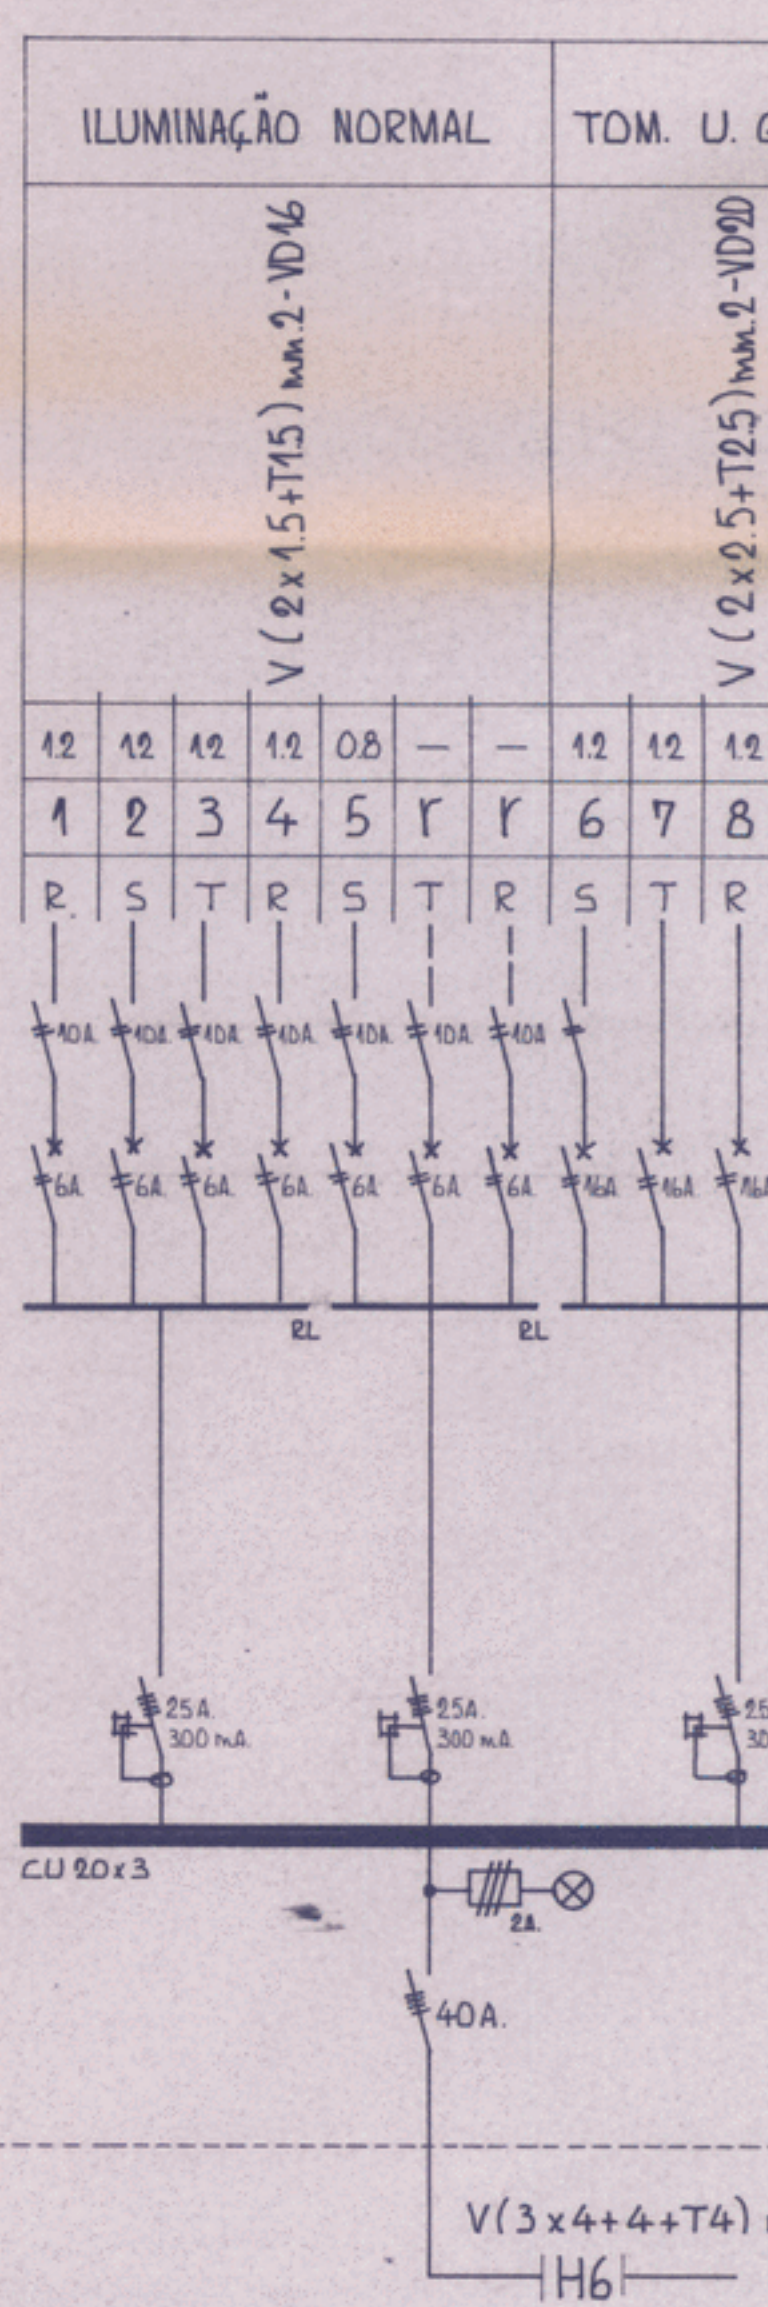 ILUMINAÇÃO NORMAL
TOM. U. G
V (2x1.5+T1.5) mm.2-VD16
V (2x2.5+T2.5) mm.2-VD20
1.2 1.2 1.2 1.2 0.8 — — 1.2 1.2 1.2
1 2 3 4 5 r r 6 7 8
R. S T R S T R S T R
10A. 10A. 10A. 10A. 10A. 10A. 10A
6A. 6A. 6A. 6A. 6A. 6A. 6A. 16A. 16A. 16A
RL RL
25A. 25A. 25
300 mA. 300 mA. 30
CU 20x3
2A.
40A.
V(3x4+4+T4)
H6